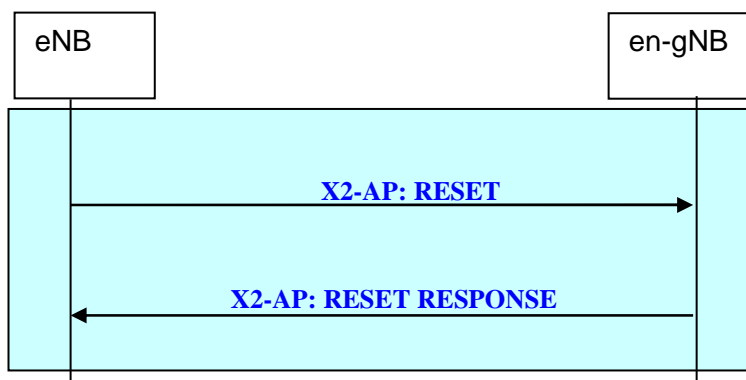 eNB
en-gNB
X2-AP: RESET
X2-AP: RESET RESPONSE